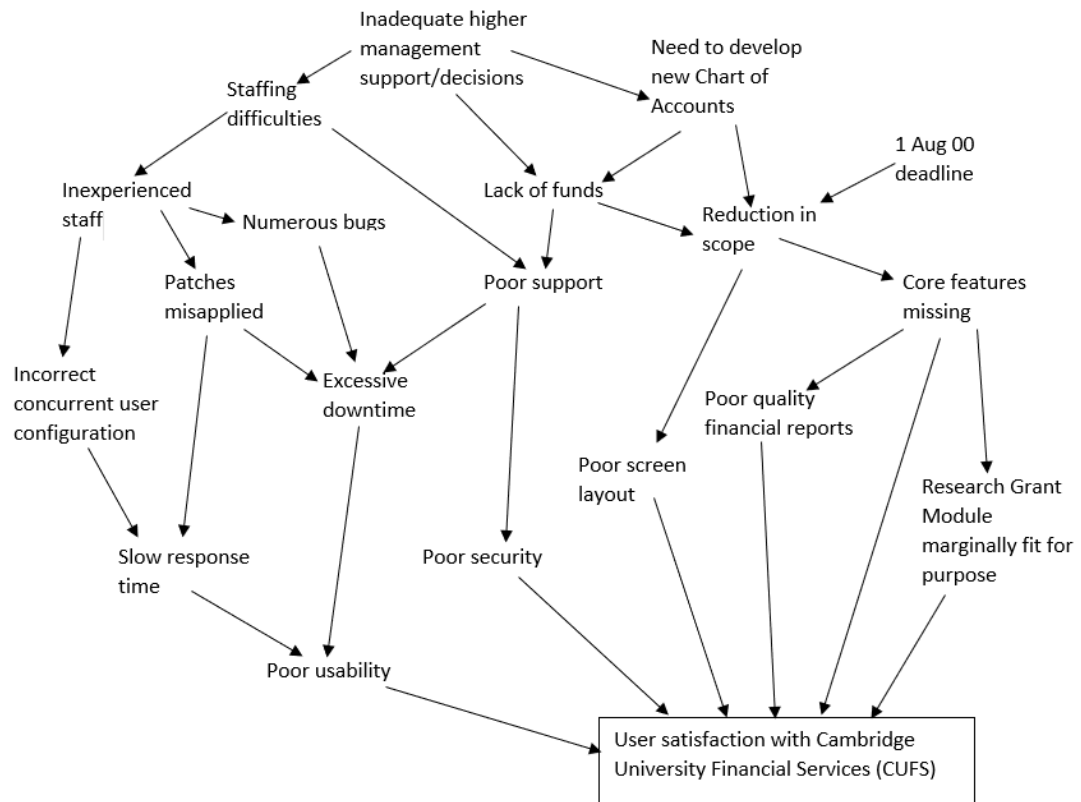 Inadequate higher
management
support/decisions
Need to develop
new Chart of
Accounts
Staffing
difficulties
1 Aug 00
deadline
Inexperienced
staff
Numerous bugs
Lack of funds
Reduction in
scope
Patches
misapplied
Poor support
Core features
missing
Incorrect
concurrent user
configuration
Excessive
downtime
Poor quality
financial reports
Poor screen
layout
Research Grant
Module
marginally fit for
purpose
Slow response
time
Poor security
Poor usability
User satisfaction with Cambridge
University Financial Services (CUFS)